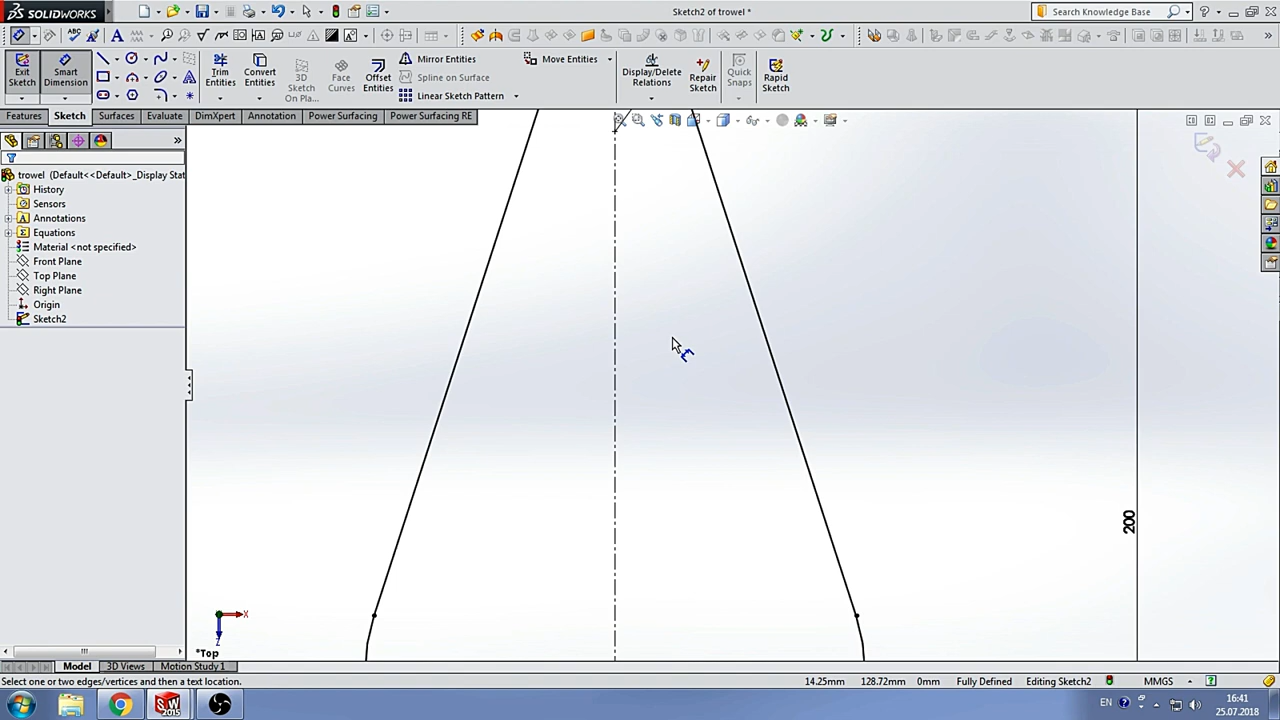 SOLIDWORKS
Sketch2 of trowel *
Search Knowledge Base
Exit Sketch
Smart Dimension
Trim Entities
Convert Entities
3D Sketch On Pla...
Face Curves
Offset Entities
Mirror Entities
Spline on Surface
Linear Sketch Pattern
Move Entities
Display/Delete Relations
Repair Sketch
Quick Snaps
Rapid Sketch
Features
Sketch
Surfaces
Evaluate
DimXpert
Annotation
Power Surfacing
Power Surfacing RE
trowel (Default<<Default>_Display Stat
History
Sensors
Annotations
Equations
Material <not specified>
Front Plane
Top Plane
Right Plane
Origin
Sketch2
200
X
Z
*Top
Model
3D Views
Motion Study 1
Select one or two edges/vertices and then a text location.
14.25mm
128.72mm
0mm
Fully Defined
Editing Sketch2
MMGS
EN
16:41
25.07.2018
SW
2015